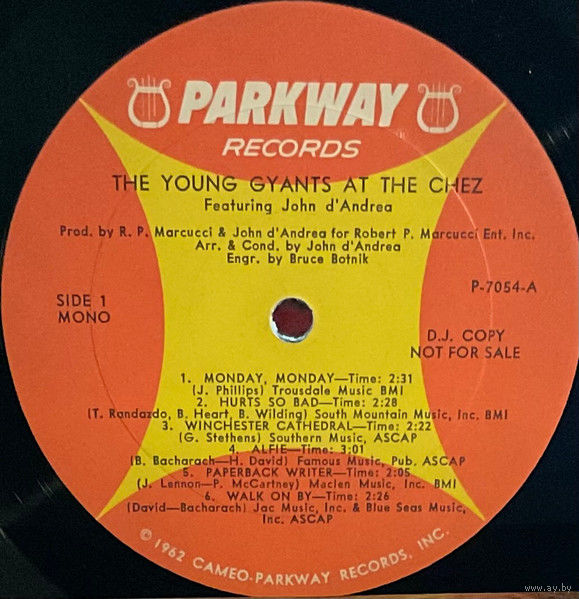 PARKWAY
RECORDS
THE YOUNG GYANTS AT THE CHEZ
Featuring John d'Andrea
Prod. by R. P. Marcucci & John d'Andrea for Robert P. Marcucci Ent. Inc.
Arr. & Cond. by John d'Andrea
Engr. by Bruce Botnik
P-7054-A
SIDE 1
MONO
D.J. COPY
NOT FOR SALE
1. MONDAY, MONDAY—Time: 2:31
(J. Phillips) Trousdale Music BMI
2. HURTS SO BAD—Time: 2:28
(T. Randazdo, B. Heart, B. Wilding) South Mountain Music, Inc. BMI
3. WINCHESTER CATHEDRAL—Time: 2:22
(G. Stethens) Southern Music, ASCAP
4. ALFIE—Time: 3:01
(B. Bacharach—H. David) Famous Music, Pub. ASCAP
5. PAPERBACK WRITER—Time: 2:05
(J. Lennon—P. McCartney) Maclen Music, Inc. BMI
6. WALK ON BY—Time: 2:26
(David—Bacharach) Jac Music, Inc. & Blue Seas Music,
Inc. ASCAP
© 1962 CAMEO-PARKWAY RECORDS, INC.
www.ay.by